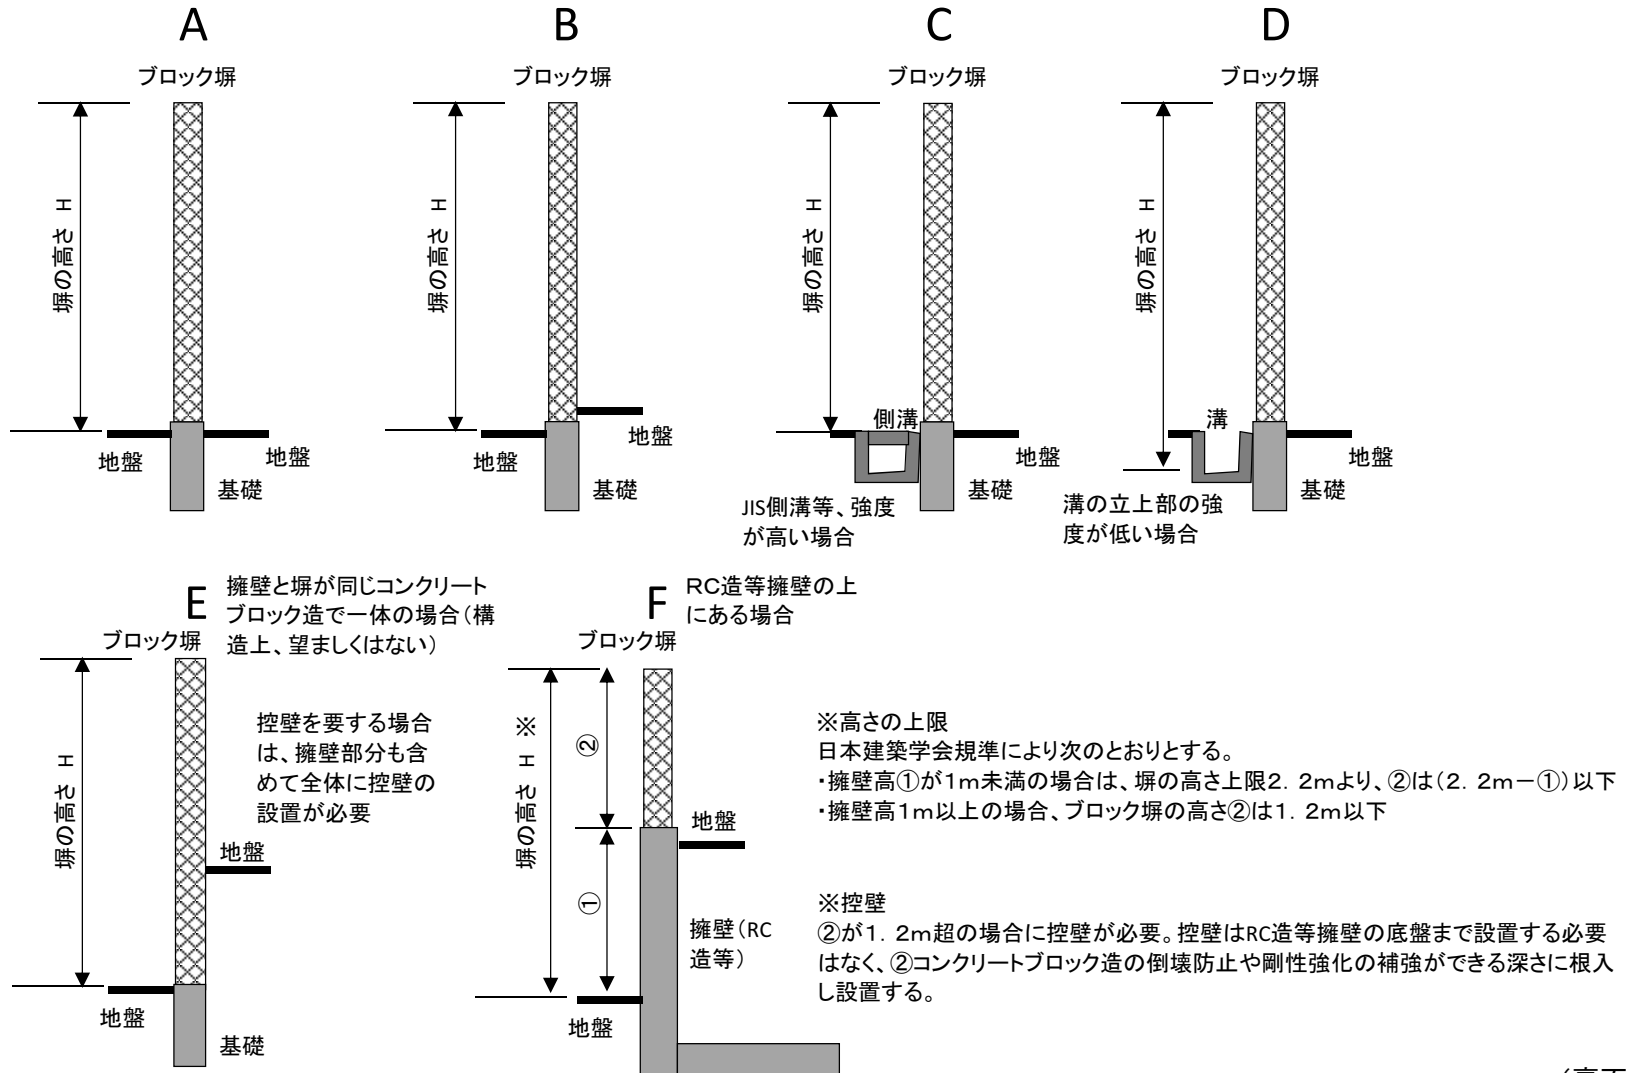 A
B
C
D
ブロック塀
ブロック塀
ブロック塀
ブロック塀
塀の高さ H
塀の高さ H
塀の高さ H
塀の高さ H
側溝
溝
地盤
地盤
地盤
地盤
地盤
地盤
基礎
基礎
基礎
基礎
JIS側溝等、強度
が高い場合
溝の立上部の強
度が低い場合
E
擁壁と塀が同じコンクリート
ブロック造で一体の場合(構
造上、望ましくはない)
ブロック塀
控壁を要する場合
は、擁壁部分も含
めて全体に控壁の
設置が必要
塀の高さ H
地盤
地盤
基礎
F
RC造等擁壁の上
にある場合
ブロック塀
塀の高さ H ※
②
①
地盤
擁壁(RC
造等)
地盤
※高さの上限
日本建築学会規準により次のとおりとする。
・擁壁高①が1m未満の場合は、塀の高さ上限2.2mより、②は(2.2m-①)以下
・擁壁高1m以上の場合、ブロック塀の高さ②は1.2m以下
※控壁
②が1.2m超の場合に控壁が必要。控壁はRC造等擁壁の底盤まで設置する必要
はなく、②コンクリートブロック造の倒壊防止や剛性強化の補強ができる深さに根入
し設置する。